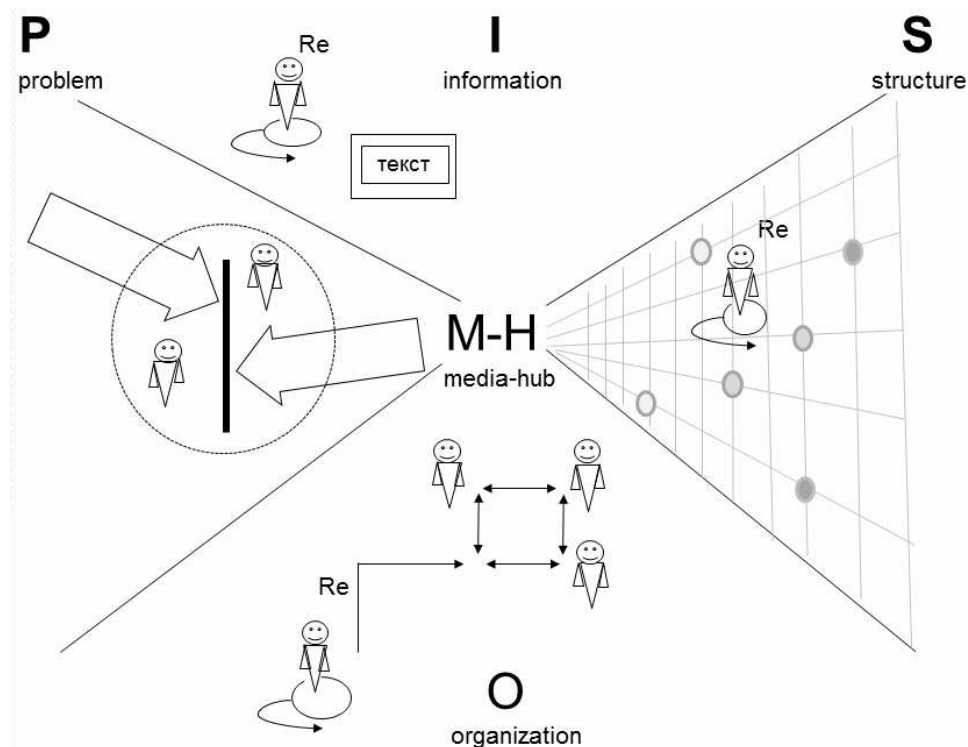 P
problem
Re
I
information
S
structure
текст
Re
M-H
media-hub
Re
O
organization